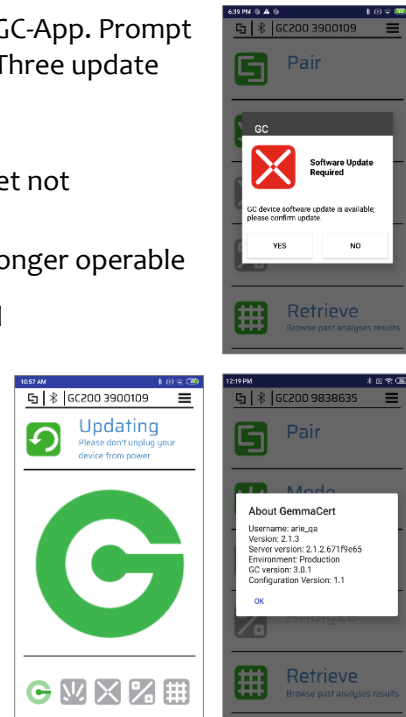 GC-App. Prompt
Three update
et not
onger operable
6:39 PM
GC200 3900109
Pair
GC
Software Update
Required
GC device software update is available;
please confirm update.
YES NO
Retrieve
Browse past analyses results
10:57 AM
GC200 3900109
Updating
Please don't unplug your
device from power
12:19 PM
GC200 9838635
Pair
Mode
About GemmaCert
Username: arie_qa
Version: 2.1.3
Server version: 2.1.2.671f9e65
Environment: Production
GC version: 3.0.1
Configuration Version: 1.1
OK
Analyze
Retrieve
Browse past analyses results